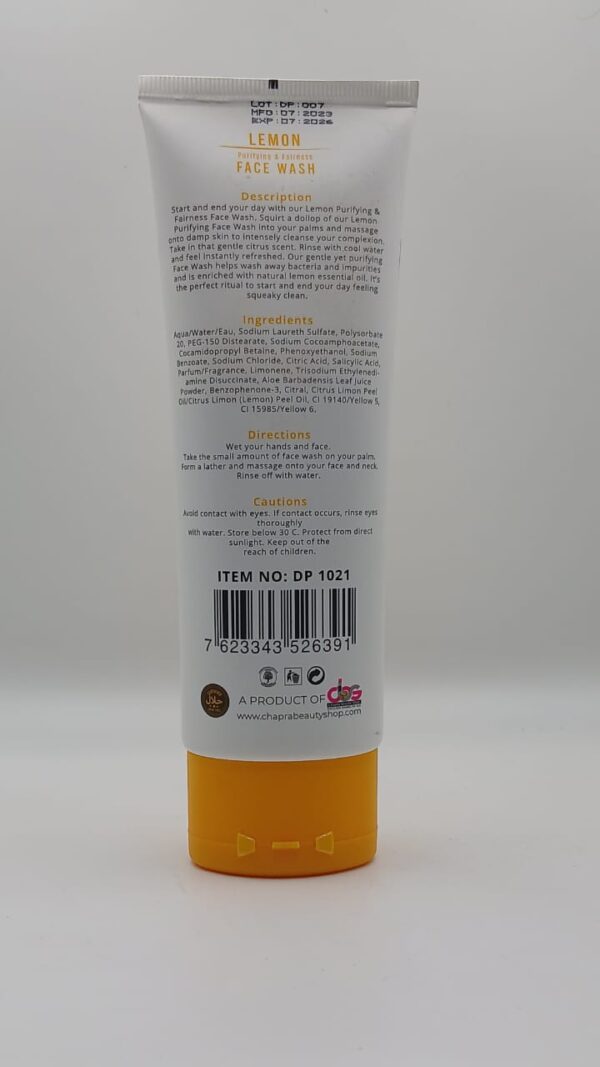 LOT : DP : 007
MFD : 07 : 2023
EXP : 07 : 2026
LEMON
Purifying & Fairness
FACE WASH
Description
Start and end your day with our Lemon Purifying &
Fairness Face Wash. Squirt a dollop of our Lemon
Purifying Face Wash into your palms and massage
onto damp skin to intensely cleanse your complexion.
Take in that gentle citrus scent. Rinse with cool water
and feel instantly refreshed. Our gentle yet purifying
Face Wash helps wash away bacteria and impurities
and is enriched with natural lemon essential oil. It's
the perfect ritual to start and end your day feeling
squeaky clean.
Ingredients
Aqua/Water/Eau, Sodium Laureth Sulfate, Polysorbate
20, PEG-150 Distearate, Sodium Cocoamphoacetate,
Cocamidopropyl Betaine, Phenoxyethanol, Sodium
Benzoate, Sodium Chloride, Citric Acid, Salicylic Acid,
Parfum/Fragrance, Limonene, Trisodium Ethylenedi-
amine Disuccinate, Aloe Barbadensis Leaf Juice
Powder, Benzophenone-3, Citral, Citrus Limon Peel
Oil/Citrus Limon (Lemon) Peel Oil, CI 19140/Yellow 5,
CI 15985/Yellow 6.
Directions
Wet your hands and face.
Take the small amount of face wash on your palm.
Form a lather and massage onto your face and neck.
Rinse off with water.
Cautions
Avoid contact with eyes. If contact occurs, rinse eyes
thoroughly
with water. Store below 30 C. Protect from direct
sunlight. Keep out of the
reach of children.
ITEM NO: DP 1021
7 623343 526391
حلال
A PRODUCT OF
www.chaprabeautyshop.com